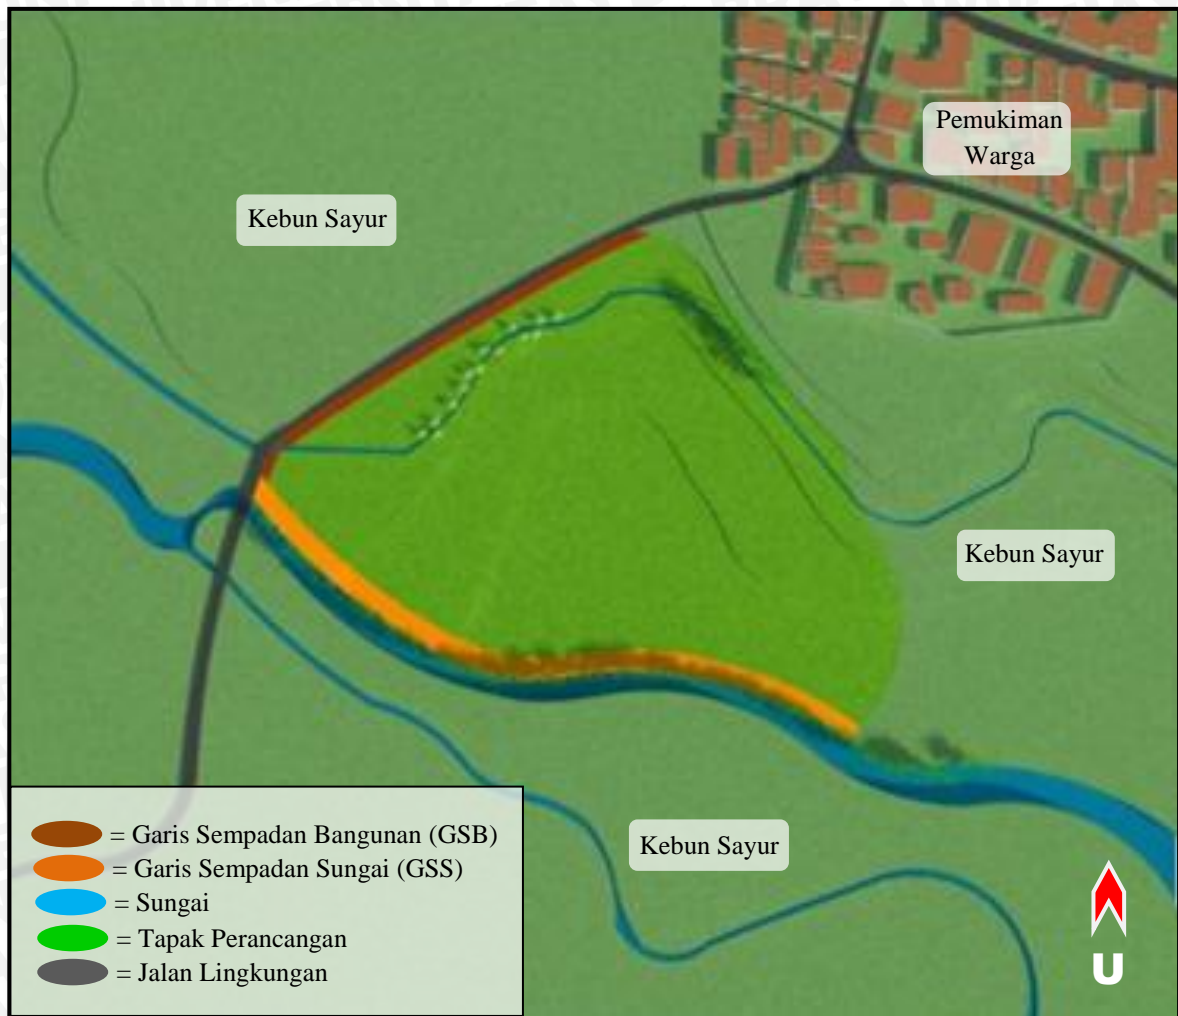 Pemukiman
Warga
Kebun Sayur
Kebun Sayur
Kebun Sayur
= Garis Sempadan Bangunan (GSB)
= Garis Sempadan Sungai (GSS)
= Sungai
= Tapak Perancangan
= Jalan Lingkungan
U